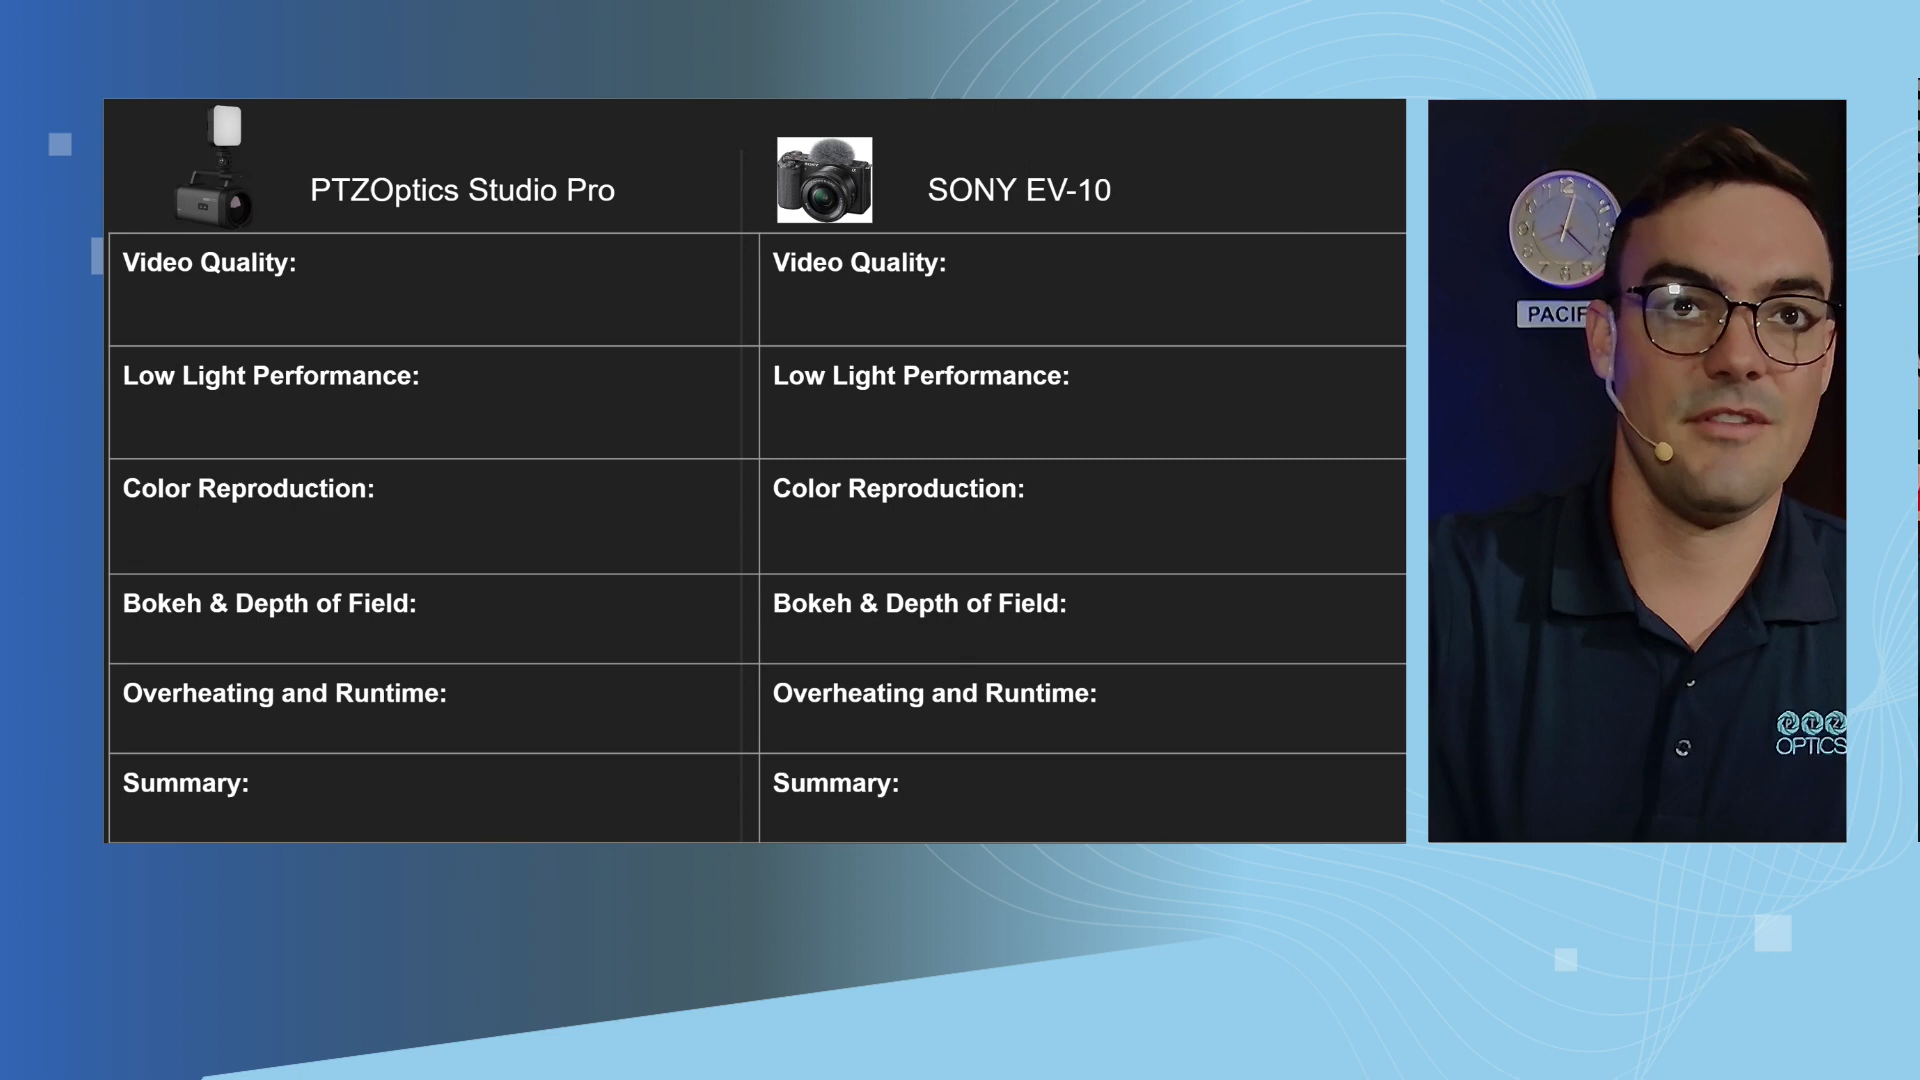 PTZOptics Studio Pro
SONY EV-10
Video Quality:
Video Quality:
Low Light Performance:
Low Light Performance:
Color Reproduction:
Color Reproduction:
Bokeh & Depth of Field:
Bokeh & Depth of Field:
Overheating and Runtime:
Overheating and Runtime:
Summary:
Summary:
12
PACIF
PTZ
OPTICS